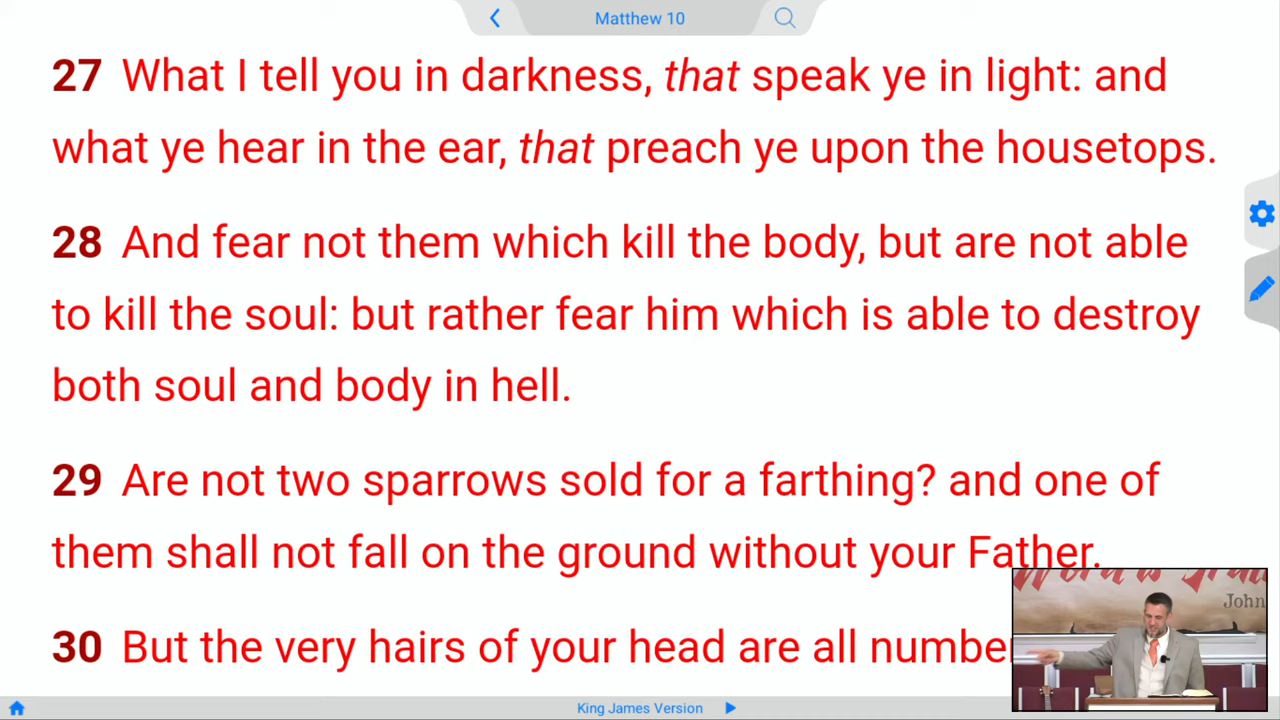 Matthew 10
27 What I tell you in darkness, that speak ye in light: and
what ye hear in the ear, that preach ye upon the housetops.
28 And fear not them which kill the body, but are not able
to kill the soul: but rather fear him which is able to destroy
both soul and body in hell.
29 Are not two sparrows sold for a farthing? and one of
them shall not fall on the ground without your Father.
30 But the very hairs of your head are all numbe
Word is
John
King James Version